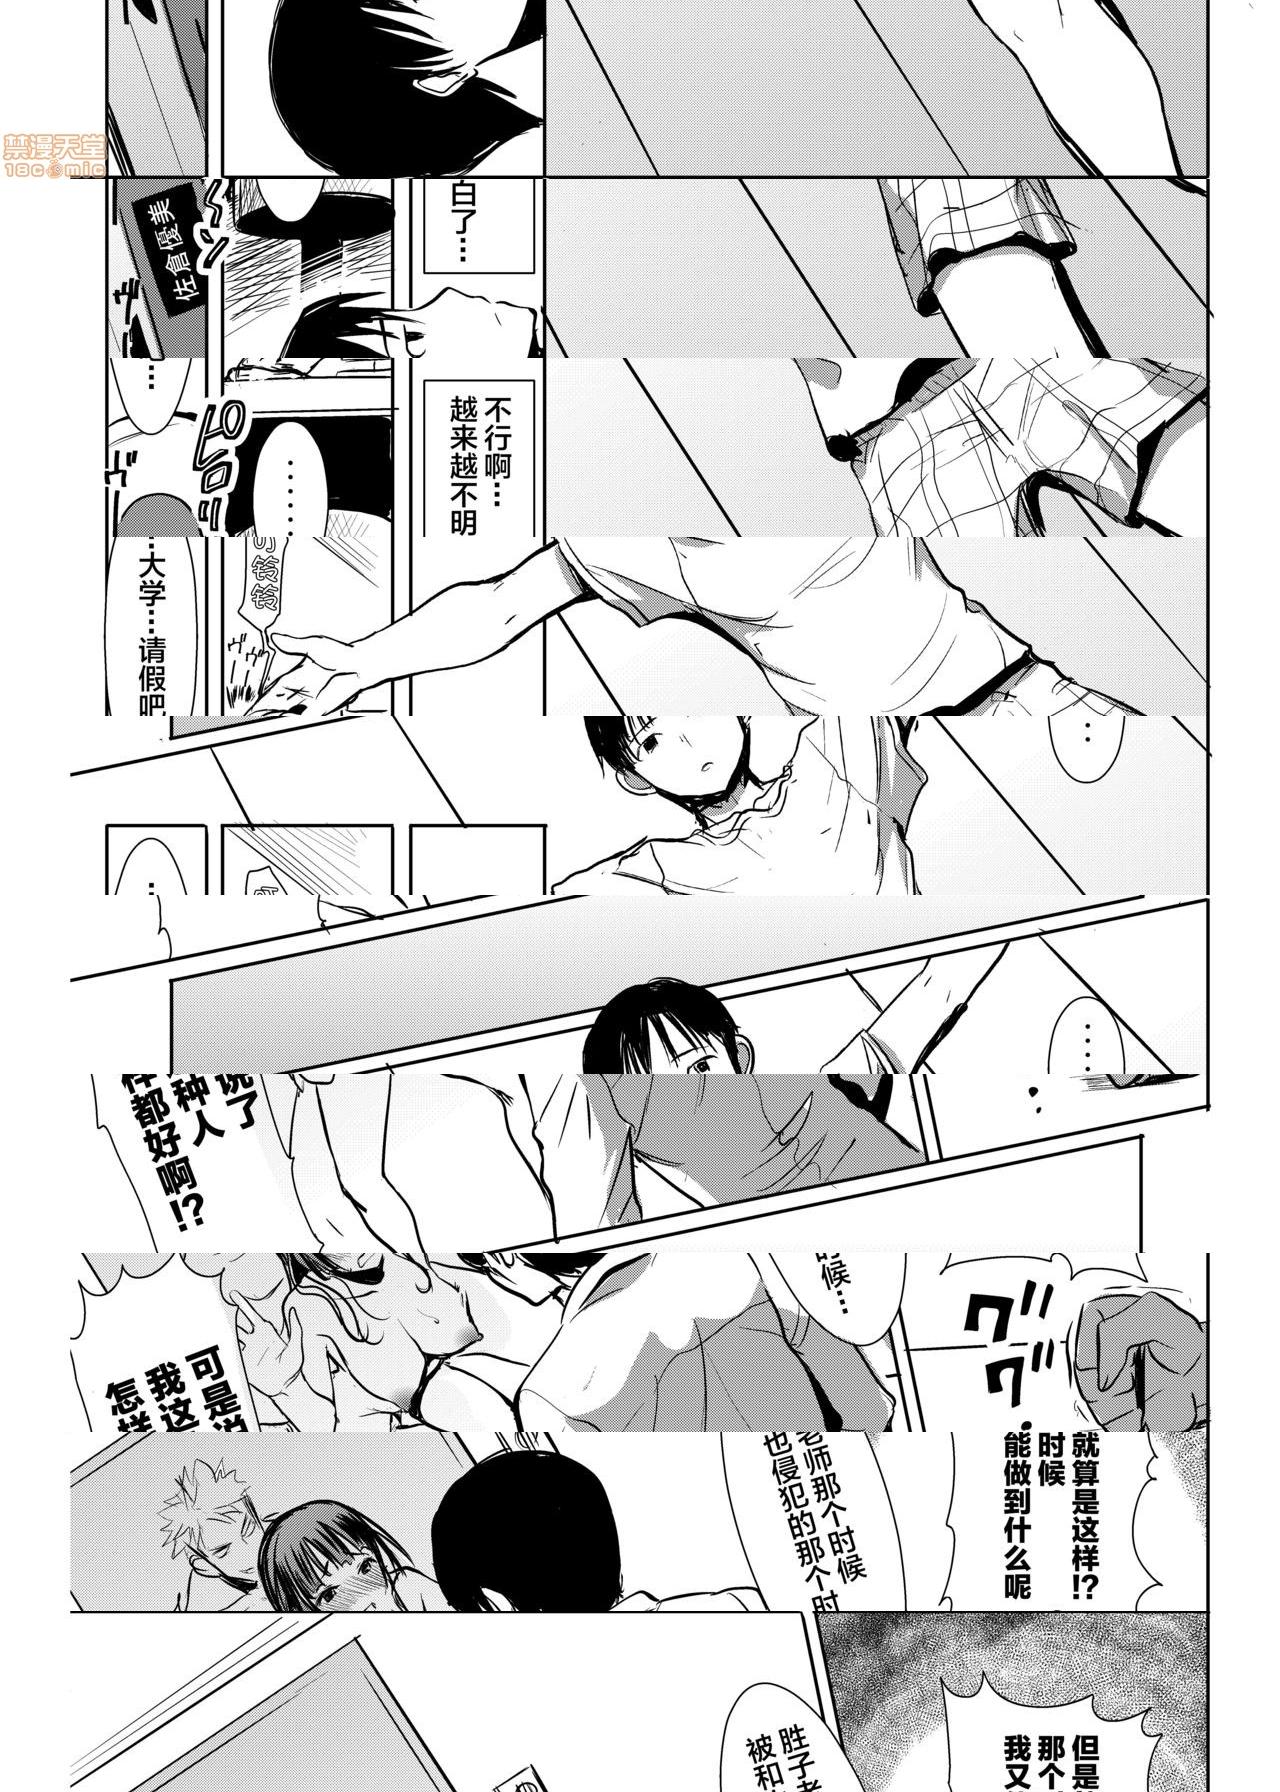 禁漫天堂
18comic
但是就算是这样!?
那个时候
我又能做到什么呢
ググ
胜子老师那个时候
被和也侵犯的那个时候…
可是说了
我这种人
怎样都好啊!?
……
…
不行啊…
越来越不明白了…
铃铃
……
…大学…请假吧…
佐倉優美